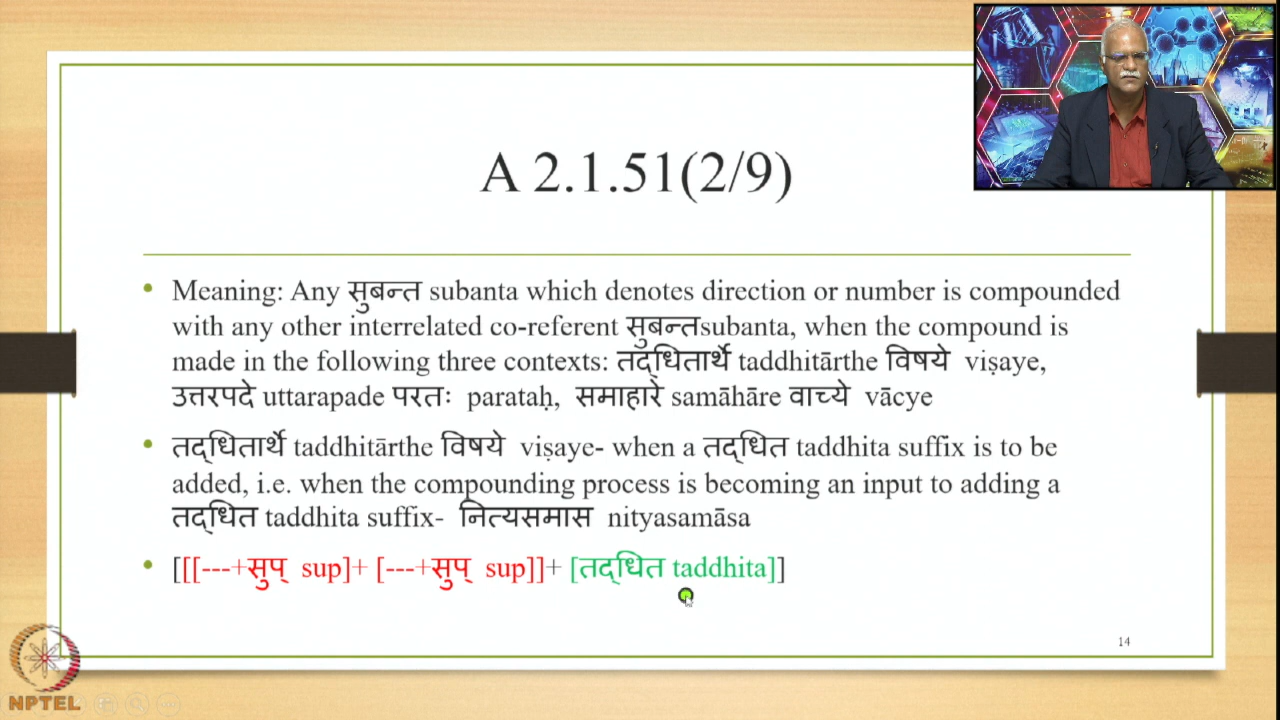 A 2.1.51(2/9)
• Meaning: Any सुबन्त subanta which denotes direction or number is compounded
with any other interrelated co-referent सुबन्तsubanta, when the compound is
made in the following three contexts: तद्धितार्थे taddhitārthe विषये viṣaye,
उत्तरपदे uttarapade परतः parataḥ, समाहारे samāhāre वाच्ये vācye
• तद्धितार्थे taddhitārthe विषये viṣaye- when a तद्धित taddhita suffix is to be
added, i.e. when the compounding process is becoming an input to adding a
तद्धित taddhita suffix- नित्यसमास nityasamāsa
• [[[---+सुप् sup]+ [---+सुप् sup]]+ [तद्धित taddhita]]
14
NPTEL